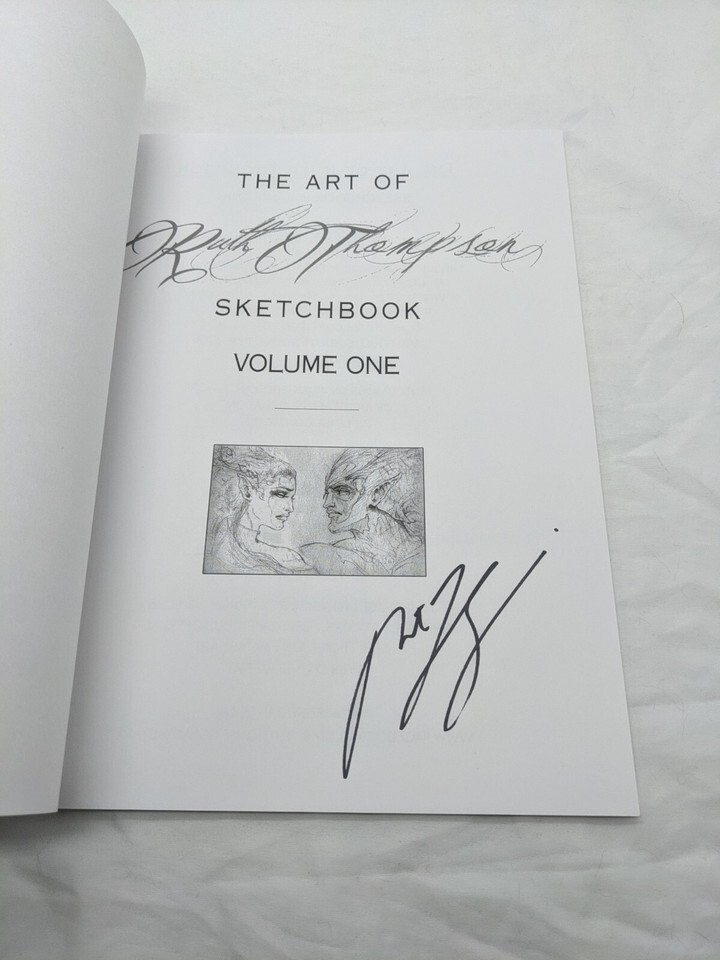 THE ART OF
Ruth Thompson
SKETCHBOOK
VOLUME ONE